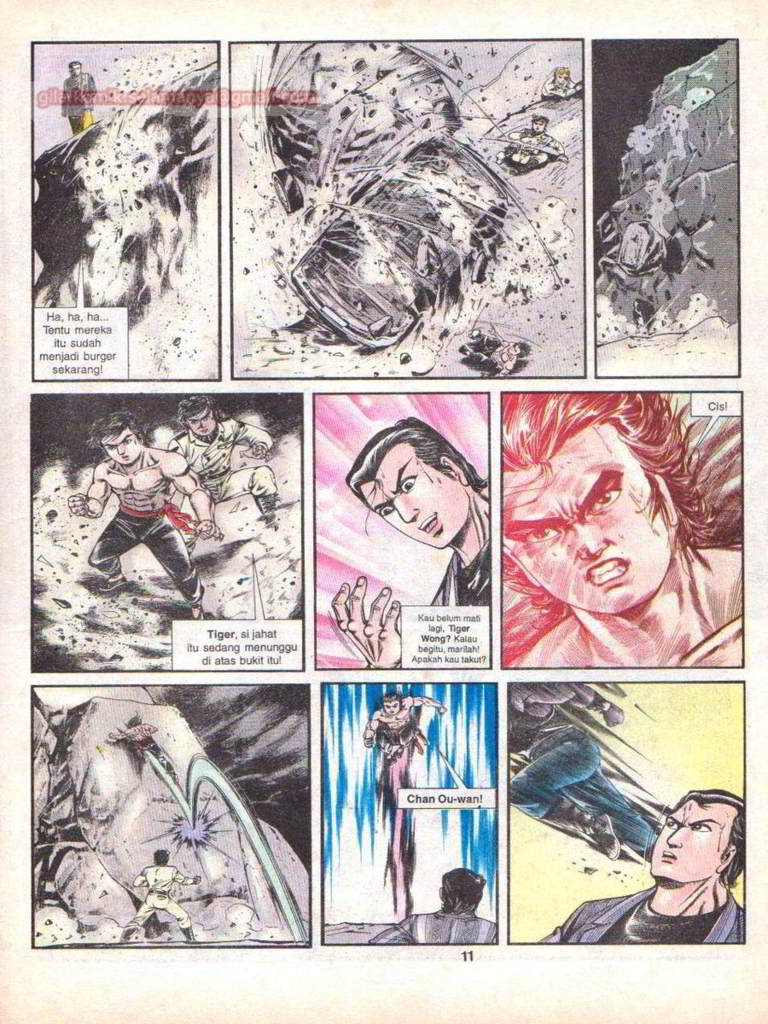 Ha, ha, ha...
Tentu mereka
itu sudah
menjadi burger
sekarang!
Tiger, si jahat
itu sedang menunggu
di atas bukit itu!
Kau belum mati
lagi, Tiger
Wong? Kalau
begitu, marilah!
Apakah kau takut?
Cis!
Chan Ou-wan!
11